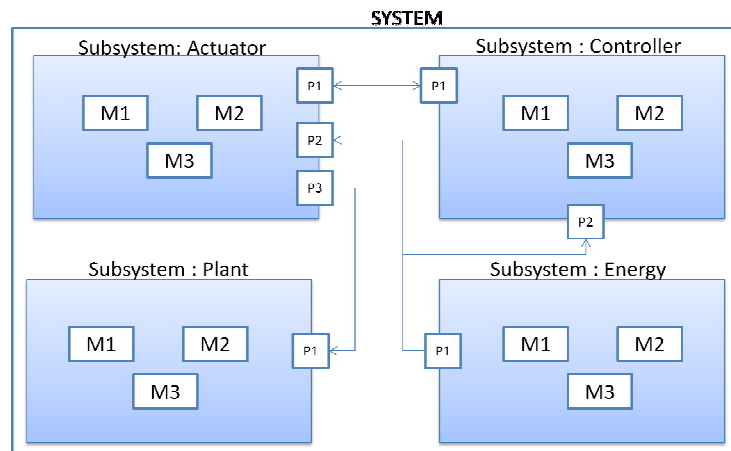 SYSTEM
Subsystem: Actuator
P1
M1
M2
P2
M3
P3
Subsystem : Controller
P1
M1
M2
M3
P2
Subsystem : Plant
M1
M2
P1
M3
Subsystem : Energy
P1
M1
M2
M3